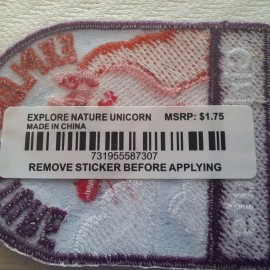 EXPLORE NATURE UNICORN MSRP: $1.75
MADE IN CHINA
731955587307
REMOVE STICKER BEFORE APPLYING